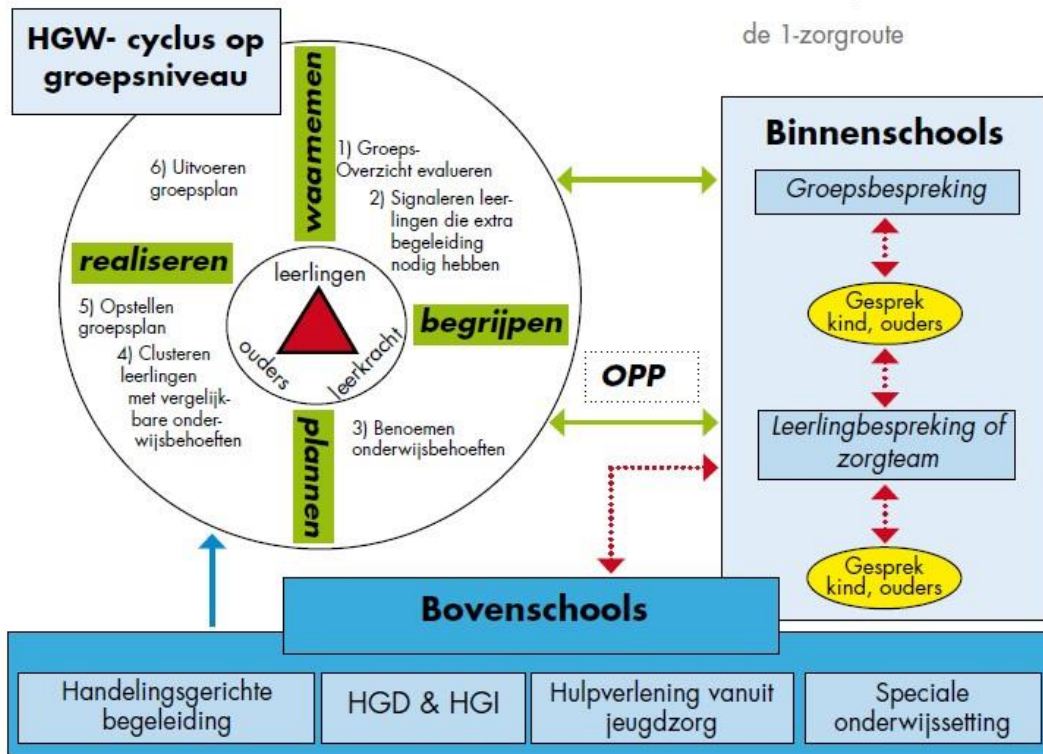 HGW- cyclus op
groepsniveau
de 1-zorgroute
waarnemen
1) Groeps-
Overzicht evalueren
2) Signaleren leer-
lingen die extra
begeleiding
nodig hebben
begrijpen
3) Benoemen
onderwijsbehoeften
plannen
4) Clusteren
leerlingen
met vergelijk-
bare onder-
wijsbehoeften
5) Opstellen
groepsplan
realiseren
6) Uitvoeren
groepsplan
leerlingen
ouders
leerkracht
OPP
Binnenschools
Groepsbespreking
Gesprek
kind, ouders
Leerlingbespreking of
zorgteam
Gesprek
kind, ouders
Bovenschools
Handelingsgerichte
begeleiding
HGD & HGI
Hulpverlening vanuit
jeugdzorg
Speciale
onderwijssetting